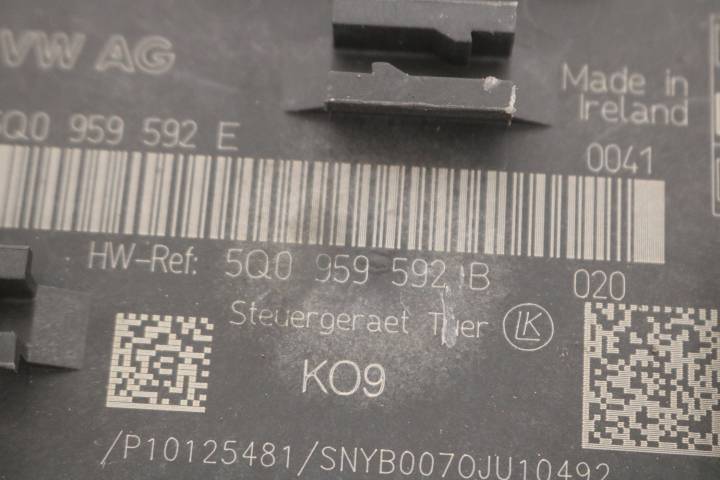 VW AG
Made in
Ireland
5Q0 959 592 E
0041
HW-Ref: 5Q0 959 592 B
020
Steuergeraet Tuer LK
KO9
/P10125481/SNYB0070JU10492